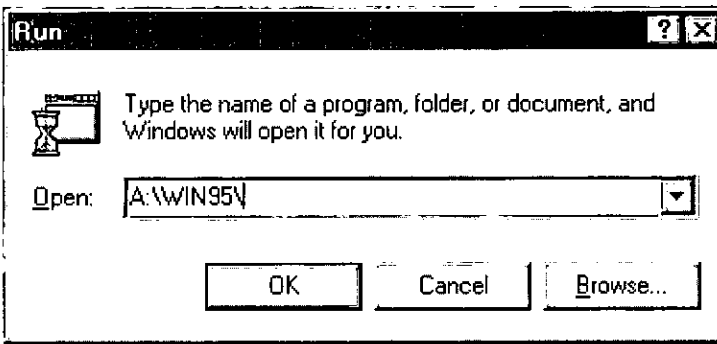 Run
Type the name of a program, folder, or document, and
Windows will open it for you.
Open: A:\WIN95\
OK Cancel Browse...